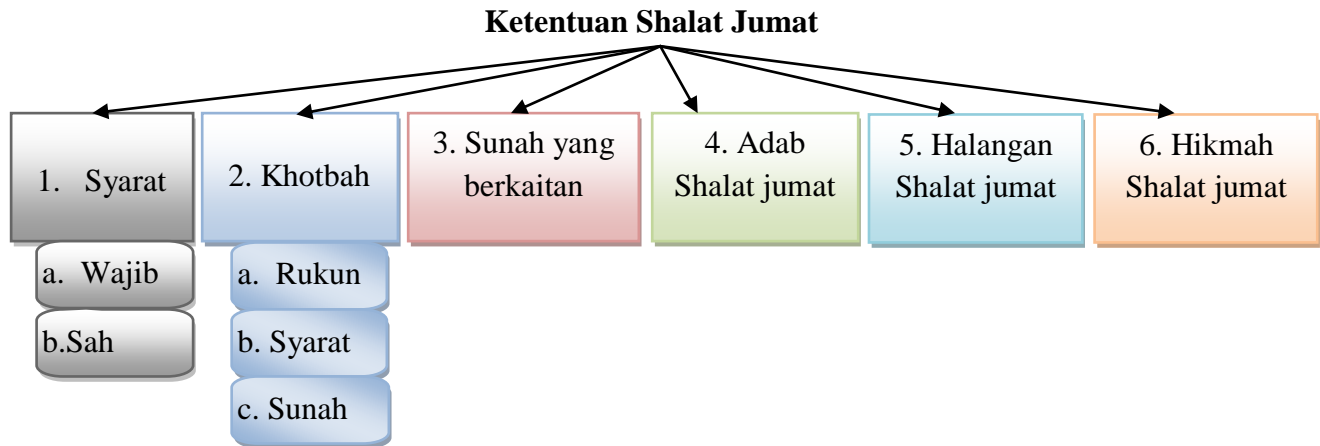 Ketentuan Shalat Jumat
1. Syarat
a. Wajib
b.Sah
2. Khotbah
a. Rukun
b. Syarat
c. Sunah
3. Sunah yang
berkaitan
4. Adab
Shalat jumat
5. Halangan
Shalat jumat
6. Hikmah
Shalat jumat